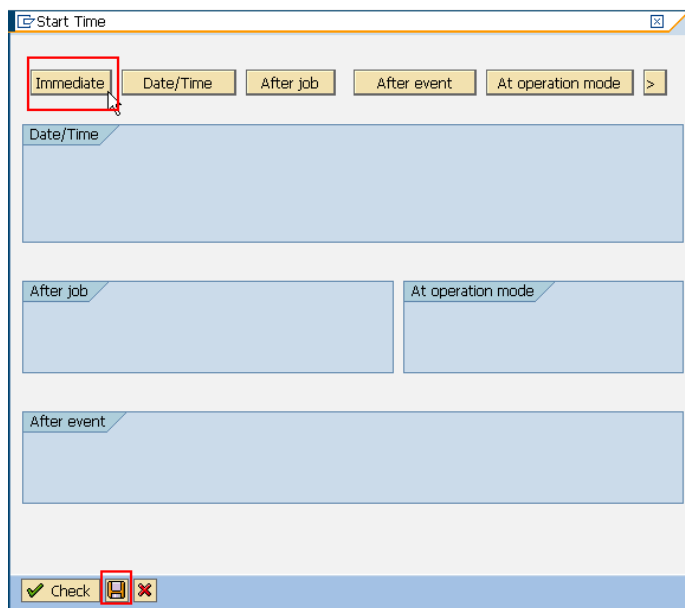 Start Time
Immediate Date/Time After job After event At operation mode >
Date/Time
After job At operation mode
After event
Check